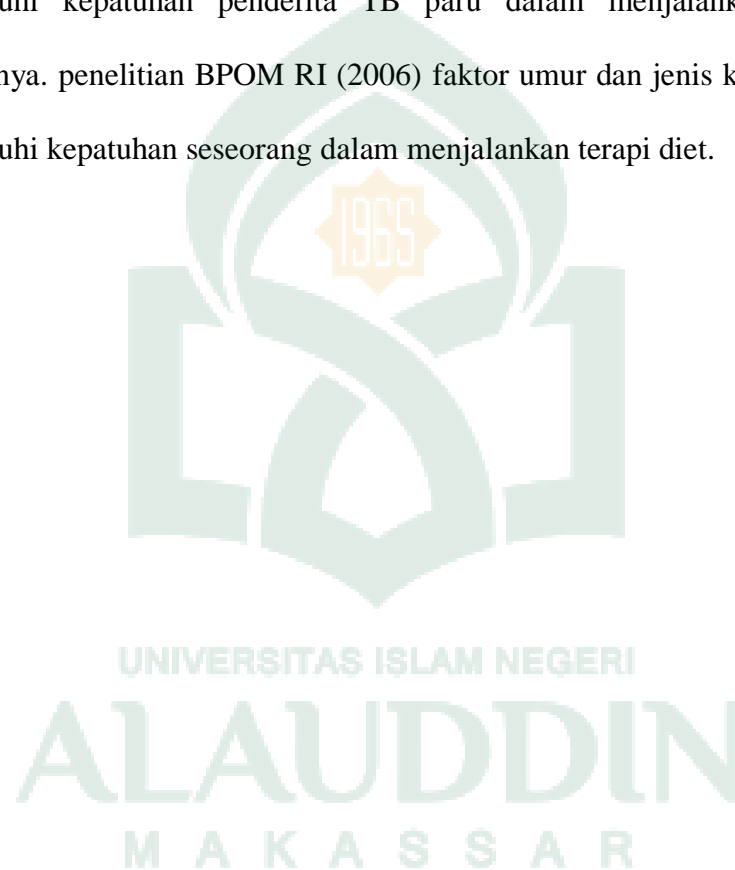 uhi kepatuhan penderita TB paru dalam menjalank
nya. penelitian BPOM RI (2006) faktor umur dan jenis k
uhi kepatuhan seseorang dalam menjalankan terapi diet.
1965
UNIVERSITAS ISLAM NEGERI
ALAUDDIN
MAKASSAR